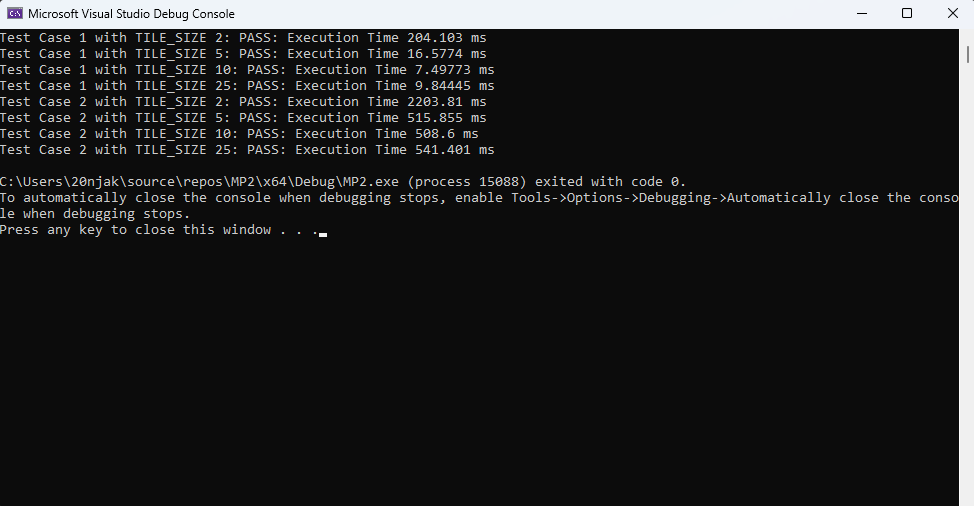 Microsoft Visual Studio Debug Console
Test Case 1 with TILE_SIZE 2: PASS: Execution Time 204.103 ms
Test Case 1 with TILE_SIZE 5: PASS: Execution Time 16.5774 ms
Test Case 1 with TILE_SIZE 10: PASS: Execution Time 7.49773 ms
Test Case 1 with TILE_SIZE 25: PASS: Execution Time 9.84445 ms
Test Case 2 with TILE_SIZE 2: PASS: Execution Time 2203.81 ms
Test Case 2 with TILE_SIZE 5: PASS: Execution Time 515.855 ms
Test Case 2 with TILE_SIZE 10: PASS: Execution Time 508.6 ms
Test Case 2 with TILE_SIZE 25: PASS: Execution Time 541.401 ms
C:\Users\20njak\source\repos\MP2\x64\Debug\MP2.exe (process 15088) exited with code 0.
To automatically close the console when debugging stops, enable Tools->Options->Debugging->Automatically close the conso
le when debugging stops.
Press any key to close this window . . .